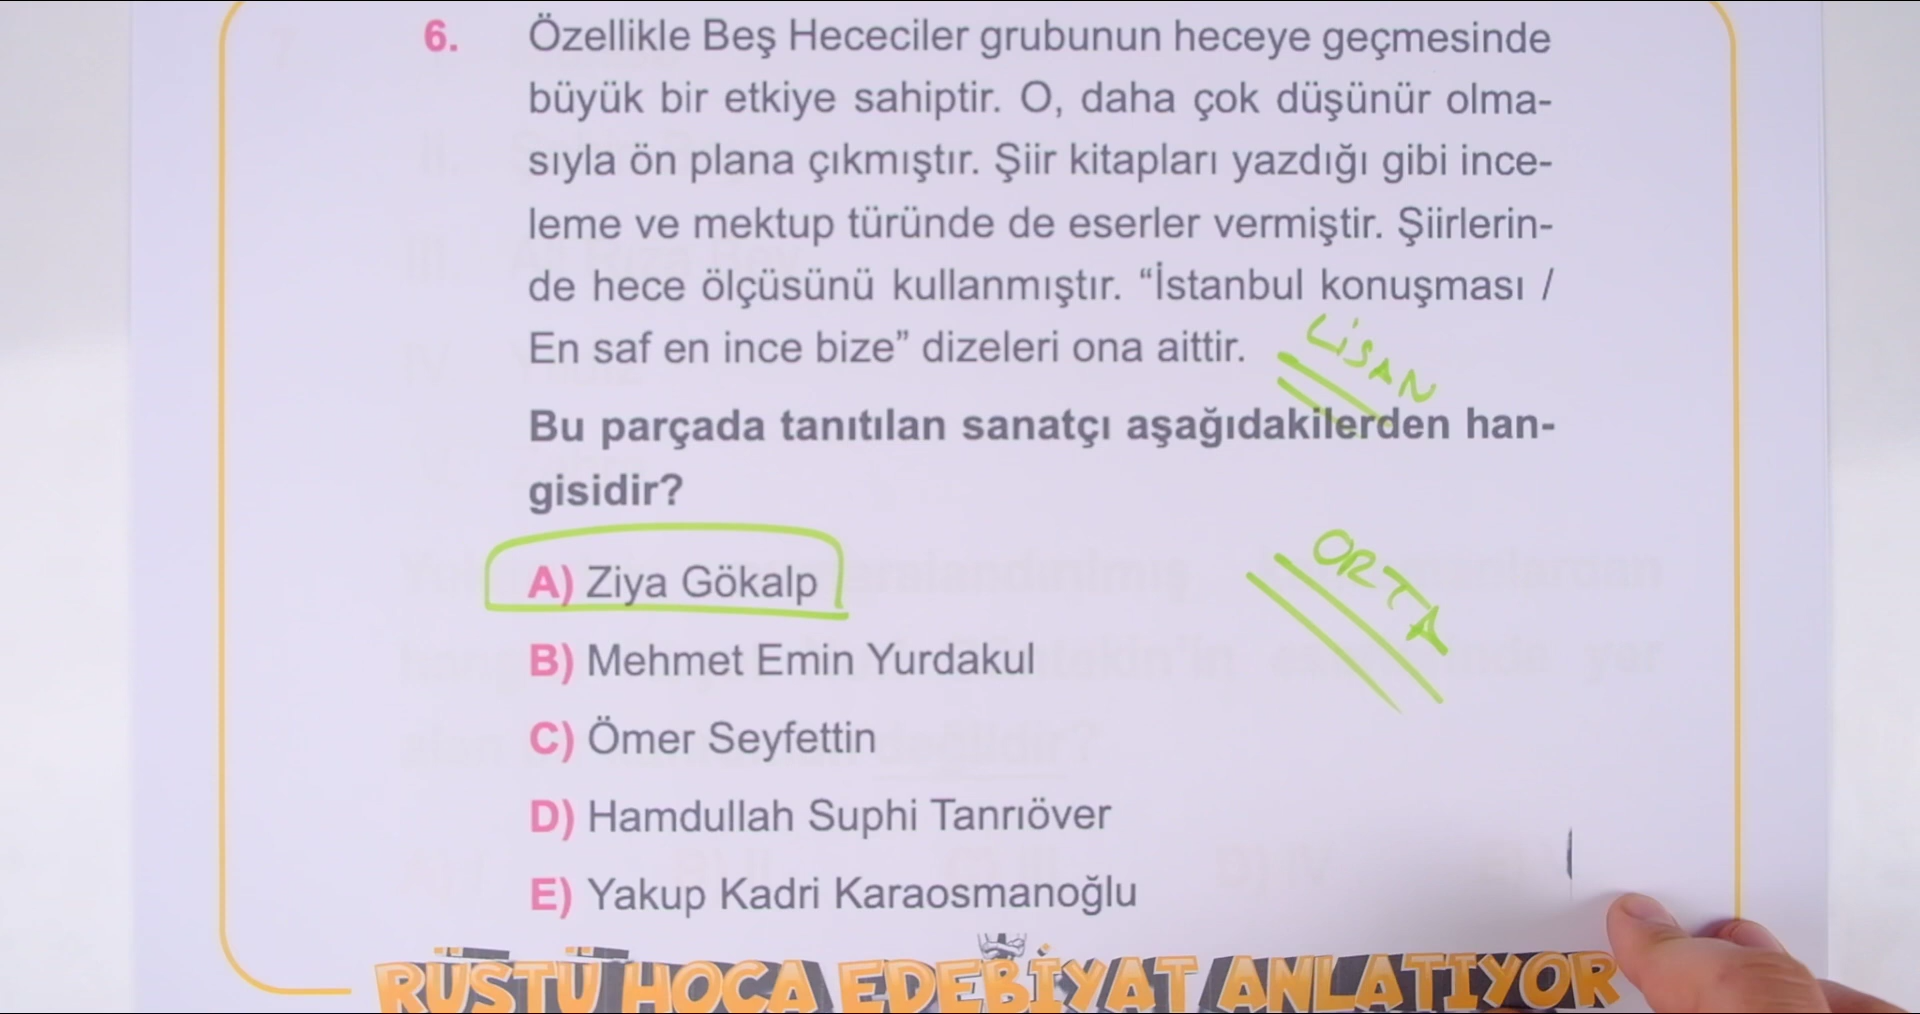 6. Özellikle Beş Hececiler grubunun heceye geçmesinde
büyük bir etkiye sahiptir. O, daha çok düşünür olma-
sıyla ön plana çıkmıştır. Şiir kitapları yazdığı gibi ince-
leme ve mektup türünde de eserler vermiştir. Şiirlerin-
de hece ölçüsünü kullanmıştır. “İstanbul konuşması /
En saf en ince bize” dizeleri ona aittir.
LİSAN
Bu parçada tanıtılan sanatçı aşağıdakilerden han-
gisidir?
ORTA
A) Ziya Gökalp
B) Mehmet Emin Yurdakul
C) Ömer Seyfettin
D) Hamdullah Suphi Tanrıöver
E) Yakup Kadri Karaosmanoğlu
RÜŞTÜ HOCA EDEBİYAT ANLATIYOR